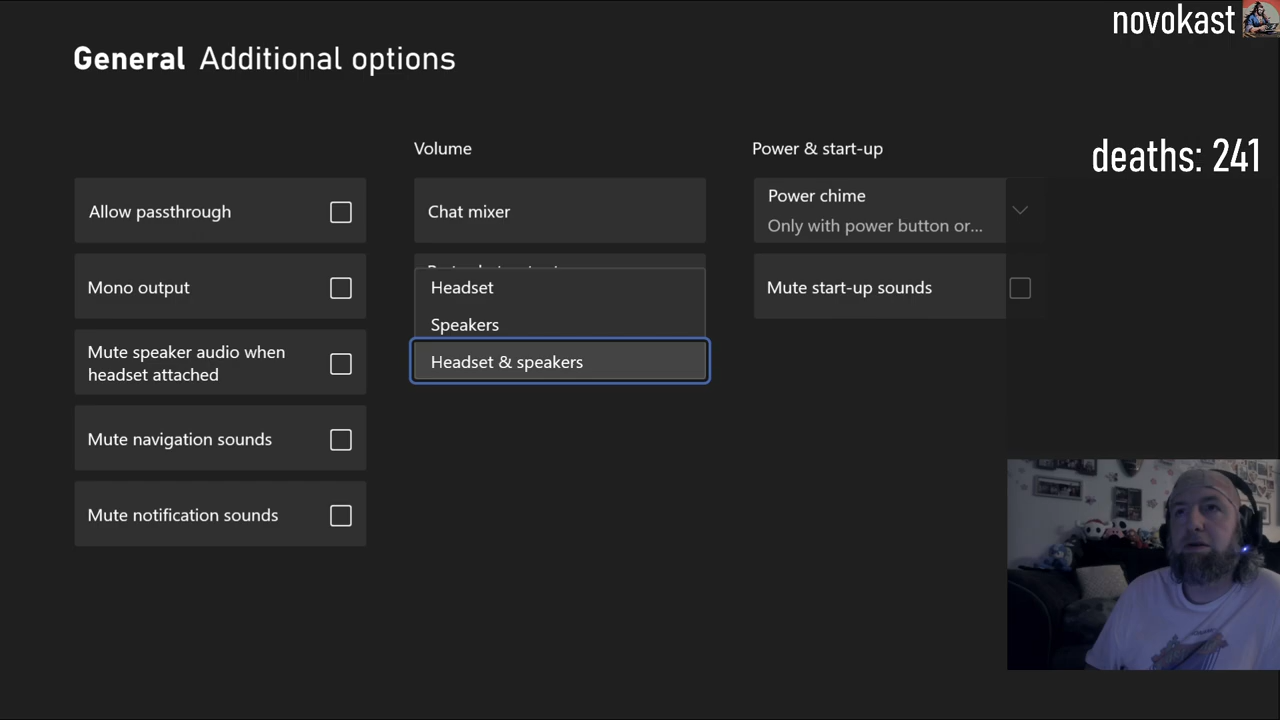 novokast
General Additional options
deaths: 241
Allow passthrough
Mono output
Mute speaker audio when
headset attached
Mute navigation sounds
Mute notification sounds
Volume
Chat mixer
Headset
Speakers
Headset & speakers
Power & start-up
Power chime
Only with power button or...
Mute start-up sounds